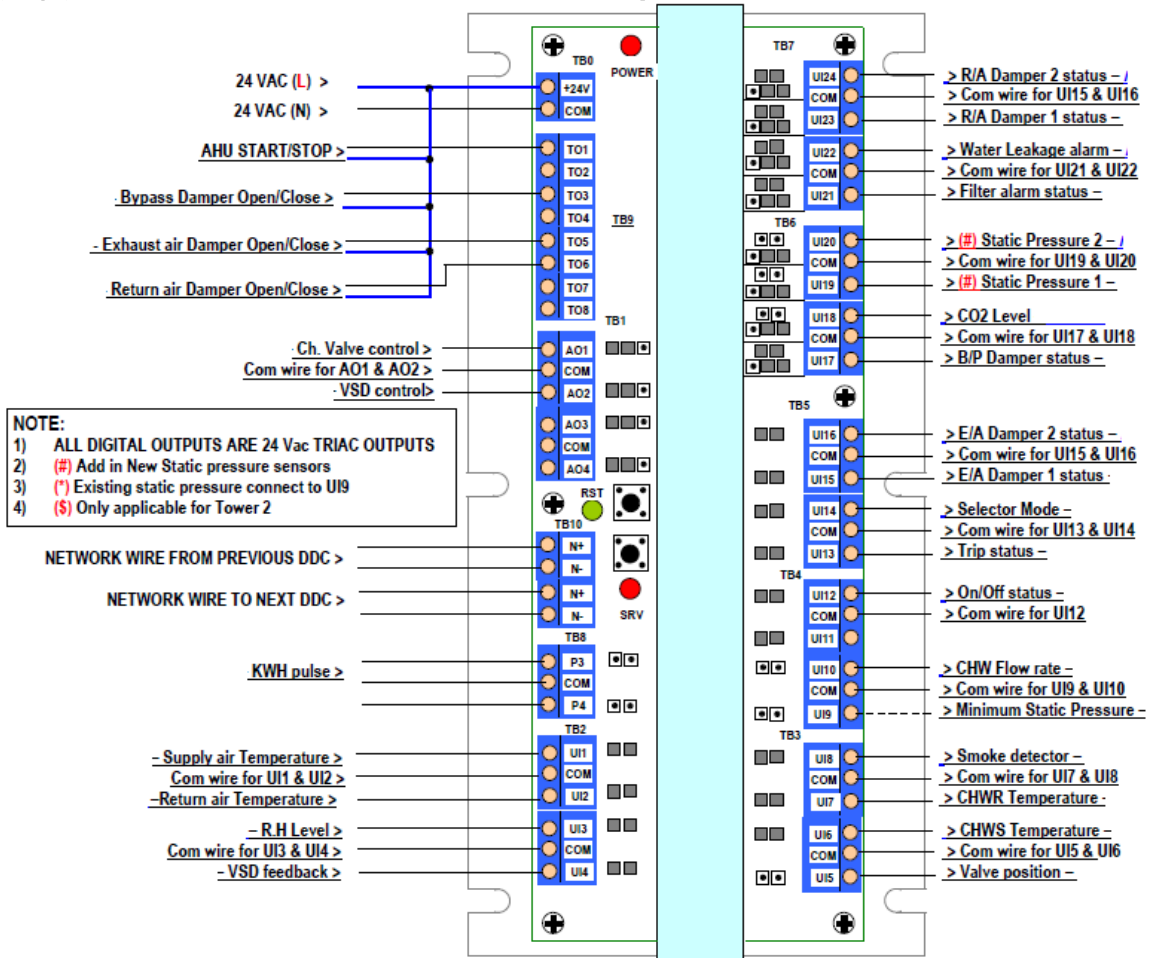 24 VAC (L) >
24 VAC (N) >
AHU START/STOP >
Bypass Damper Open/Close >
- Exhaust air Damper Open/Close >
Return air Damper Open/Close >
Ch. Valve control >
Com wire for AO1 & AO2 >
VSD control>
NOTE:
1) ALL DIGITAL OUTPUTS ARE 24 Vac TRIAC OUTPUTS
2) (#) Add in New Static pressure sensors
3) (*) Existing static pressure connect to UI9
4) ($) Only applicable for Tower 2
NETWORK WIRE FROM PREVIOUS DDC >
NETWORK WIRE TO NEXT DDC >
KWH pulse >
– Supply air Temperature >
Com wire for UI1 & UI2 >
–Return air Temperature >
– R.H Level >
Com wire for UI3 & UI4 >
– VSD feedback >
TB0
POWER
+24V
COM
TO1
TO2
TO3
TO4
TB9
TO5
TO6
TO7
TO8
TB1
AO1
COM
AO2
AO3
COM
AO4
RST
TB10
N+
N-
N+
N-
SRV
TB8
P3
COM
P4
TB2
UI1
COM
UI2
UI3
COM
UI4
TB7
UI24
COM
UI23
UI22
COM
UI21
TB6
UI20
COM
UI19
UI18
COM
UI17
TB5
UI16
COM
UI15
UI14
COM
UI13
TB4
UI12
COM
UI11
UI10
COM
UI9
TB3
UI8
COM
UI7
UI6
COM
UI5
> R/A Damper 2 status – /
> Com wire for UI15 & UI16
> R/A Damper 1 status –
> Water Leakage alarm – /
> Com wire for UI21 & UI22
> Filter alarm status –
> (#) Static Pressure 2 – /
> Com wire for UI19 & UI20
> (#) Static Pressure 1 –
> CO2 Level
> Com wire for UI17 & UI18
> B/P Damper status –
> E/A Damper 2 status –
> Com wire for UI15 & UI16
> E/A Damper 1 status
> Selector Mode –
> Com wire for UI13 & UI14
> Trip status –
> On/Off status –
> Com wire for UI12
> CHW Flow rate –
> Com wire for UI9 & UI10
> Minimum Static Pressure –
> Smoke detector –
> Com wire for UI7 & UI8
> CHWR Temperature -
> CHWS Temperature –
> Com wire for UI5 & UI6
> Valve position –